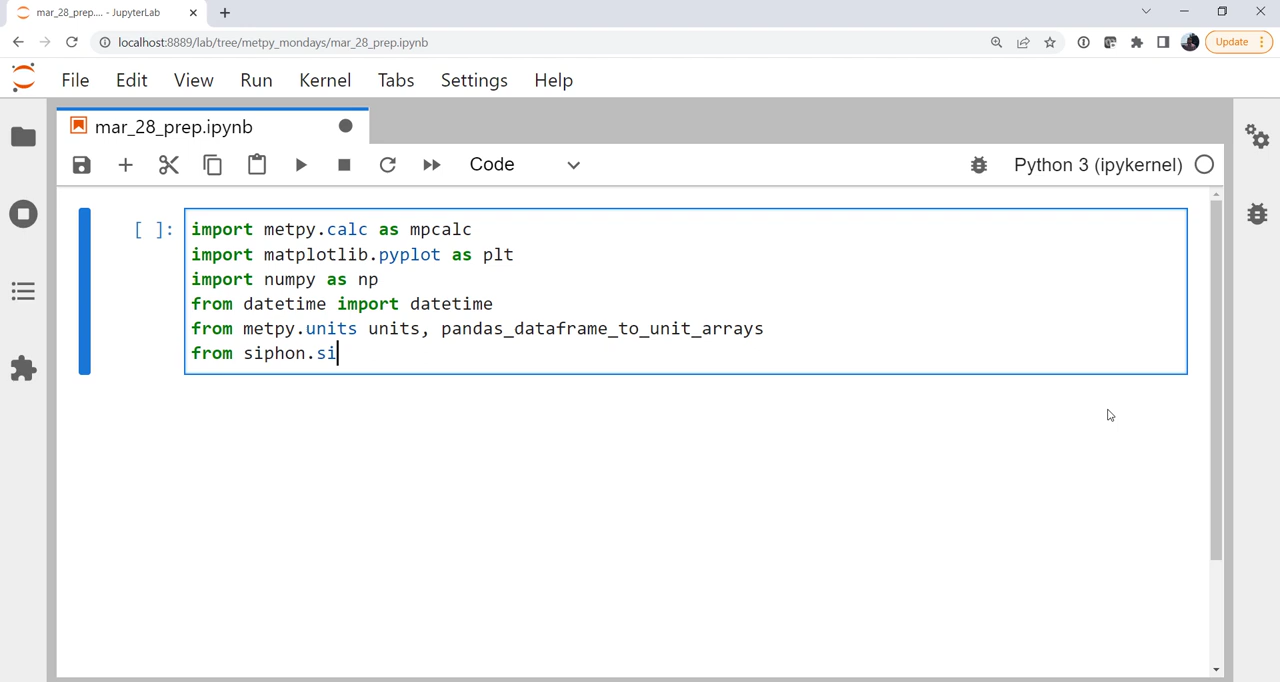 mar_28_prep.... - JupyterLab
localhost:8889/lab/tree/metpy_mondays/mar_28_prep.ipynb
Update
File Edit View Run Kernel Tabs Settings Help
mar_28_prep.ipynb
Code
Python 3 (ipykernel)
[ ]:
import metpy.calc as mpcalc
import matplotlib.pyplot as plt
import numpy as np
from datetime import datetime
from metpy.units units, pandas_dataframe_to_unit_arrays
from siphon.si